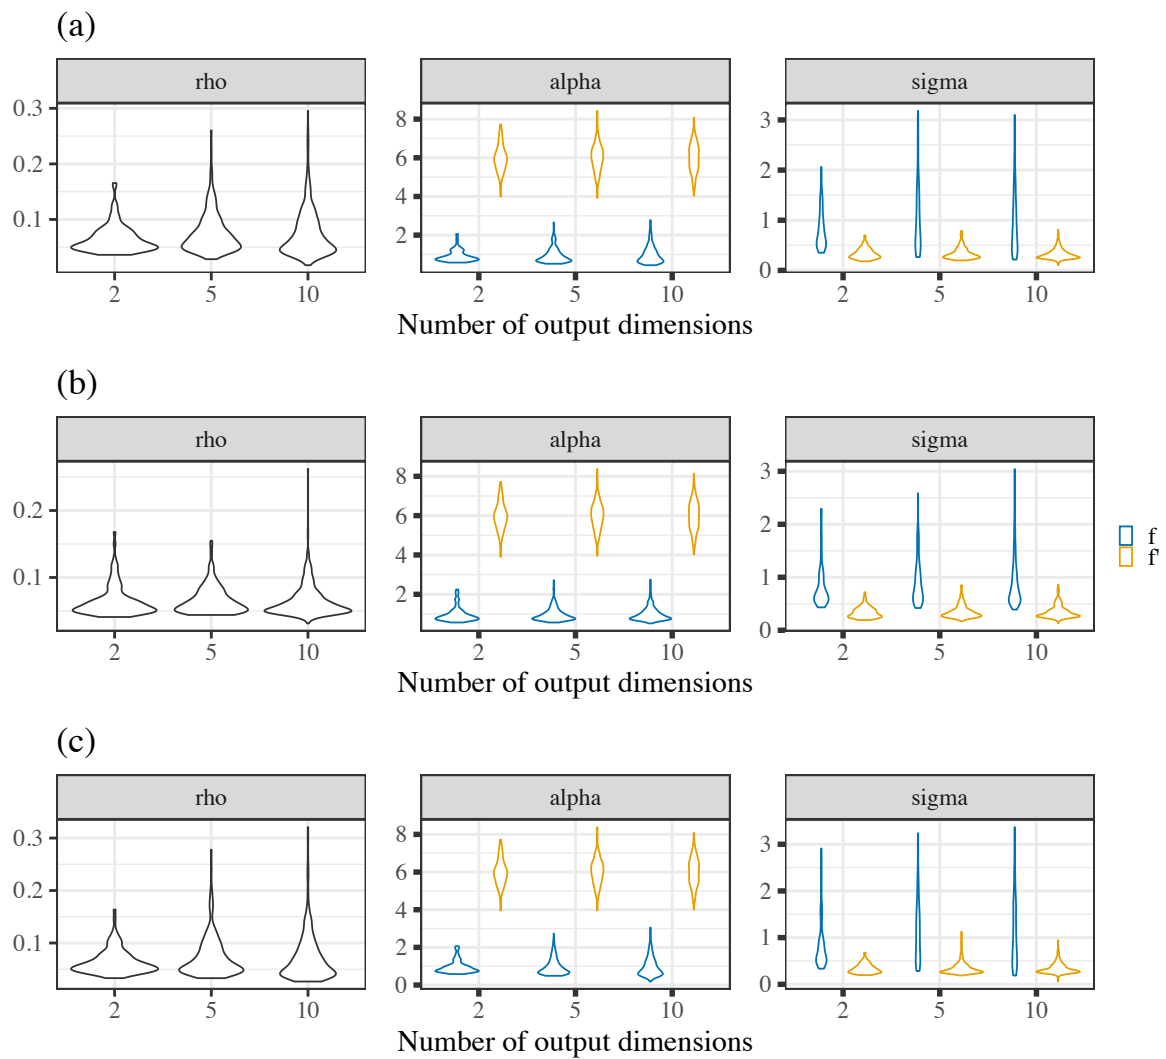 (a)
rho alpha sigma
0.3 0.2 0.1
8 6 4 2
3 2 1 0
2 5 10 2 5 10 2 5 10
Number of output dimensions
(b)
rho alpha sigma
0.2 0.1
8 6 4 2
3 2 1 0
2 5 10 2 5 10 2 5 10
Number of output dimensions
f
f'
(c)
rho alpha sigma
0.3 0.2 0.1
8 6 4 2 0
3 2 1 0
2 5 10 2 5 10 2 5 10
Number of output dimensions